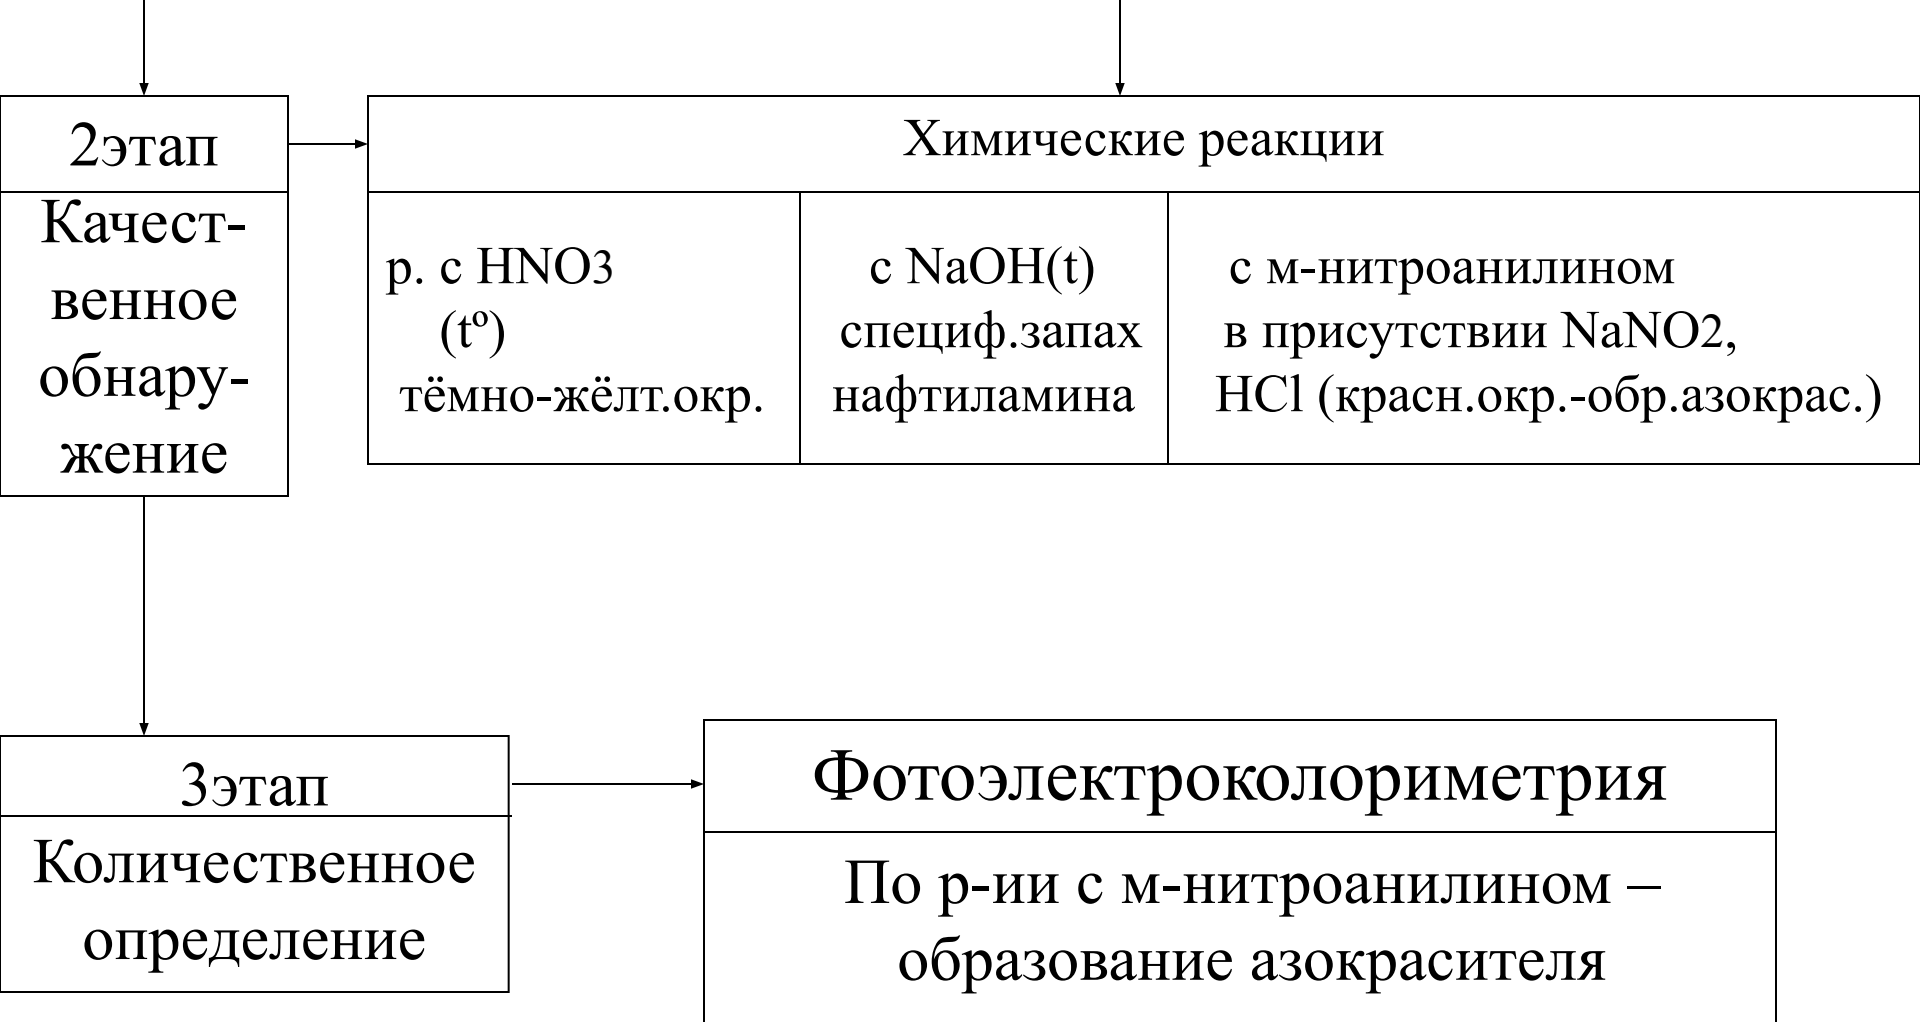 2этап
Качест-
венное
обнару-
жение
Химические реакции
р. с HNO3
(tº)
тёмно-жёлт.окр.
с NaOH(t)
специф.запах
нафтиламина
с м-нитроанилином
в присутствии NaNO2,
HCl (красн.окр.-обр.азокрас.)
3этап
Количественное
определение
Фотоэлектроколориметрия
По р-ии с м-нитроанилином –
образование азокрасителя